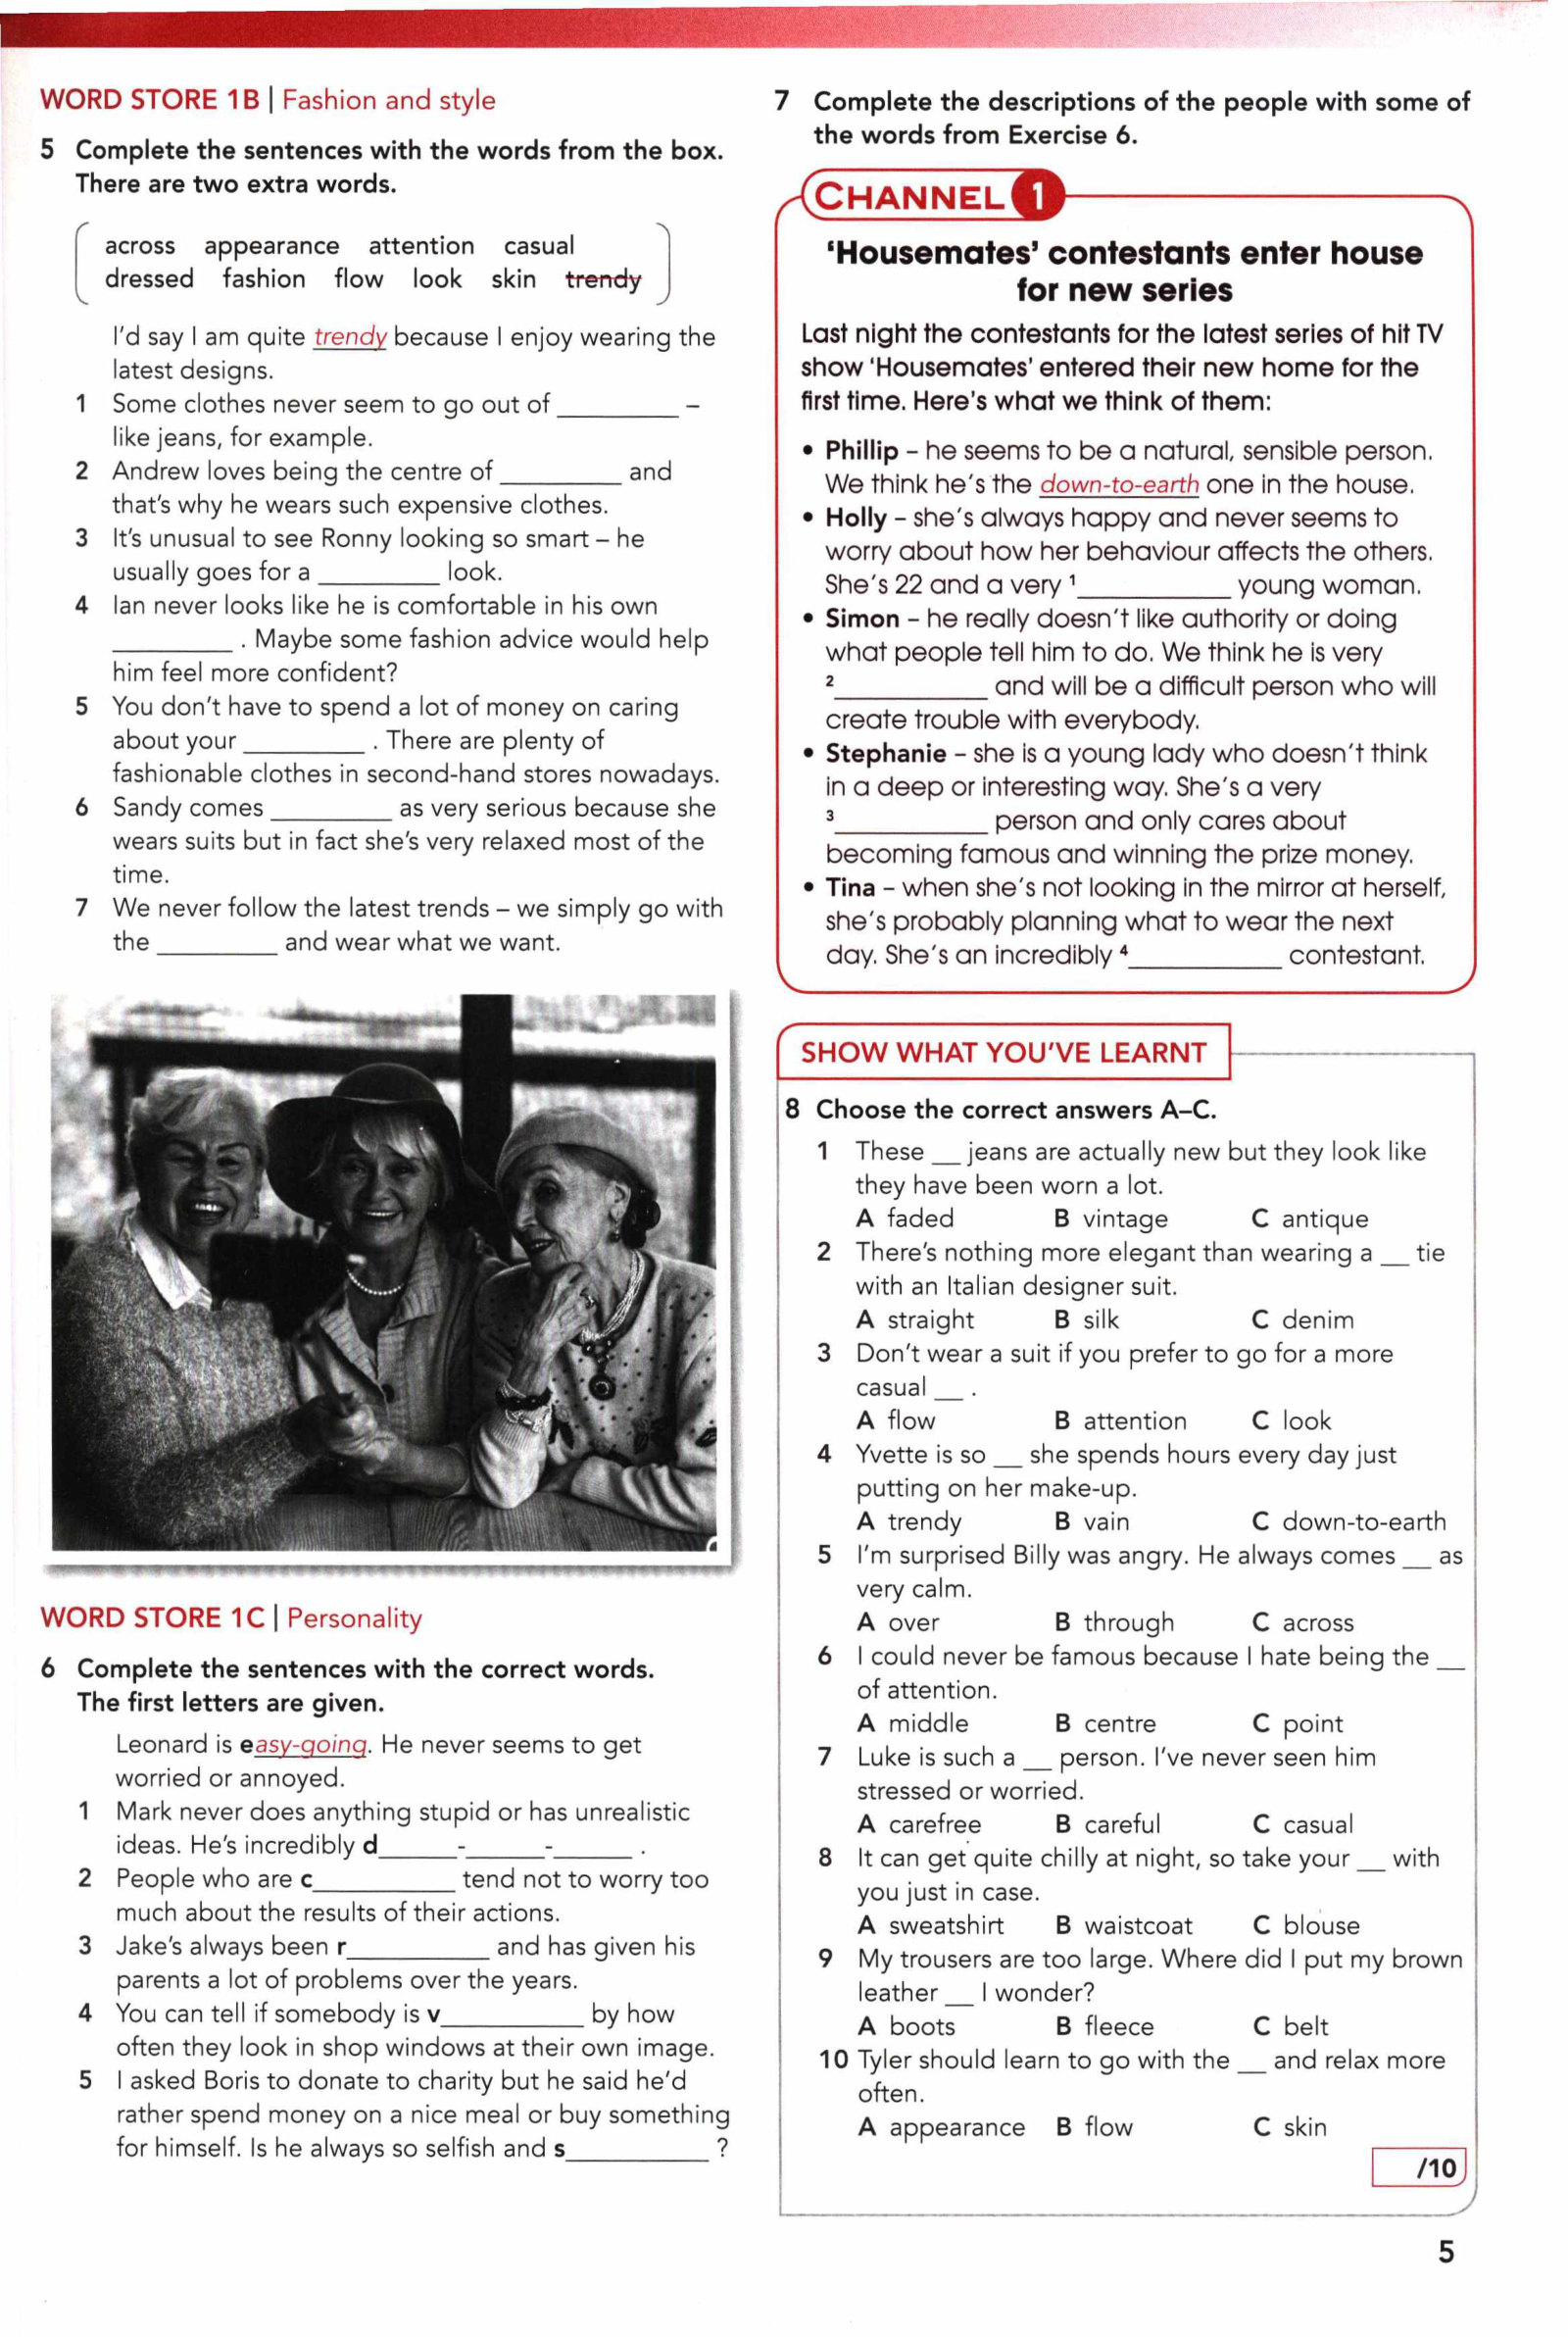 WORD STORE 1B | Fashion and style
5 Complete the sentences with the words from the box.
There are two extra words.
across appearance attention casual
dressed fashion flow look skin trendy
I'd say I am quite trendy because I enjoy wearing the
latest designs.
1 Some clothes never seem to go out of __________ –
like jeans, for example.
2 Andrew loves being the centre of __________ and
that's why he wears such expensive clothes.
3 It's unusual to see Ronny looking so smart – he
usually goes for a __________ look.
4 Ian never looks like he is comfortable in his own
__________ . Maybe some fashion advice would help
him feel more confident?
5 You don't have to spend a lot of money on caring
about your __________ . There are plenty of
fashionable clothes in second-hand stores nowadays.
6 Sandy comes __________ as very serious because she
wears suits but in fact she's very relaxed most of the
time.
7 We never follow the latest trends – we simply go with
the __________ and wear what we want.
WORD STORE 1C | Personality
6 Complete the sentences with the correct words.
The first letters are given.
Leonard is easy-going. He never seems to get
worried or annoyed.
1 Mark never does anything stupid or has unrealistic
ideas. He's incredibly d______-______-______ .
2 People who are c___________ tend not to worry too
much about the results of their actions.
3 Jake's always been r___________ and has given his
parents a lot of problems over the years.
4 You can tell if somebody is v___________ by how
often they look in shop windows at their own image.
5 I asked Boris to donate to charity but he said he'd
rather spend money on a nice meal or buy something
for himself. Is he always so selfish and s___________ ?
7 Complete the descriptions of the people with some of
the words from Exercise 6.
CHANNEL 1
'Housemates' contestants enter house
for new series
Last night the contestants for the latest series of hit TV
show 'Housemates' entered their new home for the
first time. Here's what we think of them:
• Phillip – he seems to be a natural, sensible person.
We think he's the down-to-earth one in the house.
• Holly – she's always happy and never seems to
worry about how her behaviour affects the others.
She's 22 and a very ¹____________ young woman.
• Simon – he really doesn't like authority or doing
what people tell him to do. We think he is very
²____________ and will be a difficult person who will
create trouble with everybody.
• Stephanie – she is a young lady who doesn't think
in a deep or interesting way. She's a very
³____________ person and only cares about
becoming famous and winning the prize money.
• Tina – when she's not looking in the mirror at herself,
she's probably planning what to wear the next
day. She's an incredibly ⁴____________ contestant.
SHOW WHAT YOU'VE LEARNT
8 Choose the correct answers A–C.
1 These __ jeans are actually new but they look like
they have been worn a lot.
A faded B vintage C antique
2 There's nothing more elegant than wearing a __ tie
with an Italian designer suit.
A straight B silk C denim
3 Don't wear a suit if you prefer to go for a more
casual __ .
A flow B attention C look
4 Yvette is so __ she spends hours every day just
putting on her make-up.
A trendy B vain C down-to-earth
5 I'm surprised Billy was angry. He always comes __ as
very calm.
A over B through C across
6 I could never be famous because I hate being the __
of attention.
A middle B centre C point
7 Luke is such a __ person. I've never seen him
stressed or worried.
A carefree B careful C casual
8 It can get quite chilly at night, so take your __ with
you just in case.
A sweatshirt B waistcoat C blouse
9 My trousers are too large. Where did I put my brown
leather __ I wonder?
A boots B fleece C belt
10 Tyler should learn to go with the __ and relax more
often.
A appearance B flow C skin
/10
5